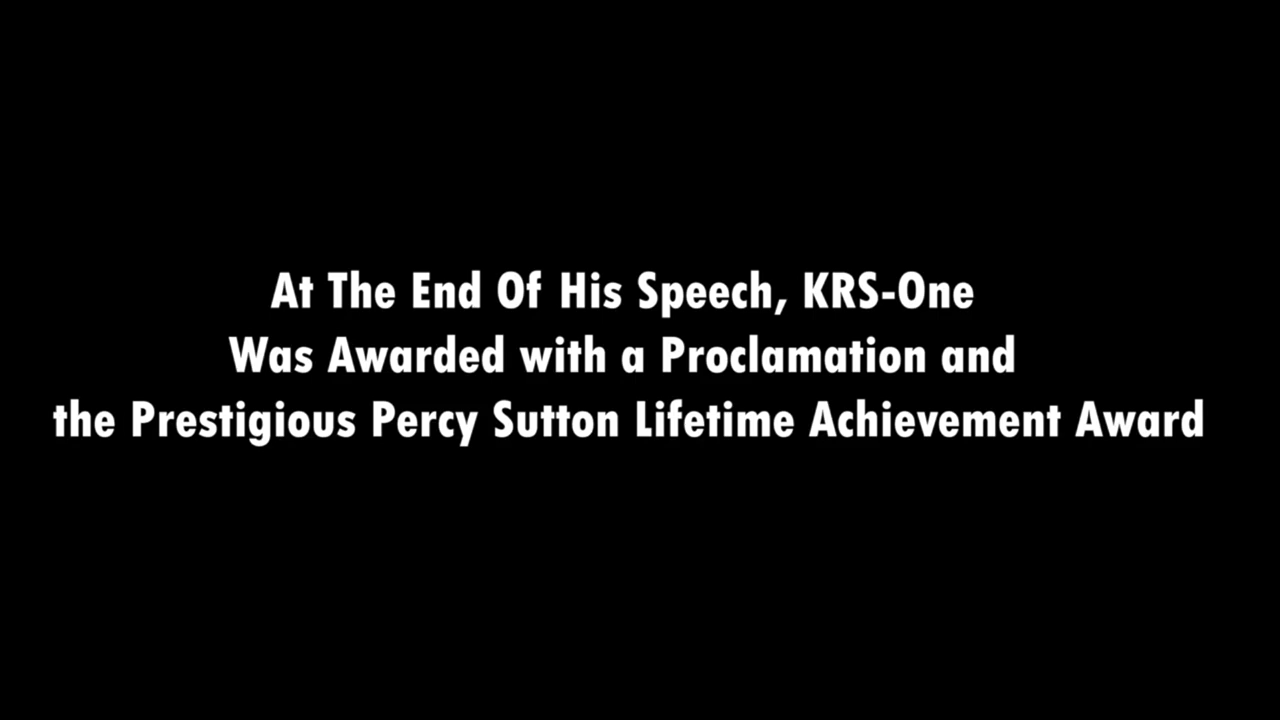 At The End Of His Speech, KRS-One
Was Awarded with a Proclamation and
the Prestigious Percy Sutton Lifetime Achievement Award